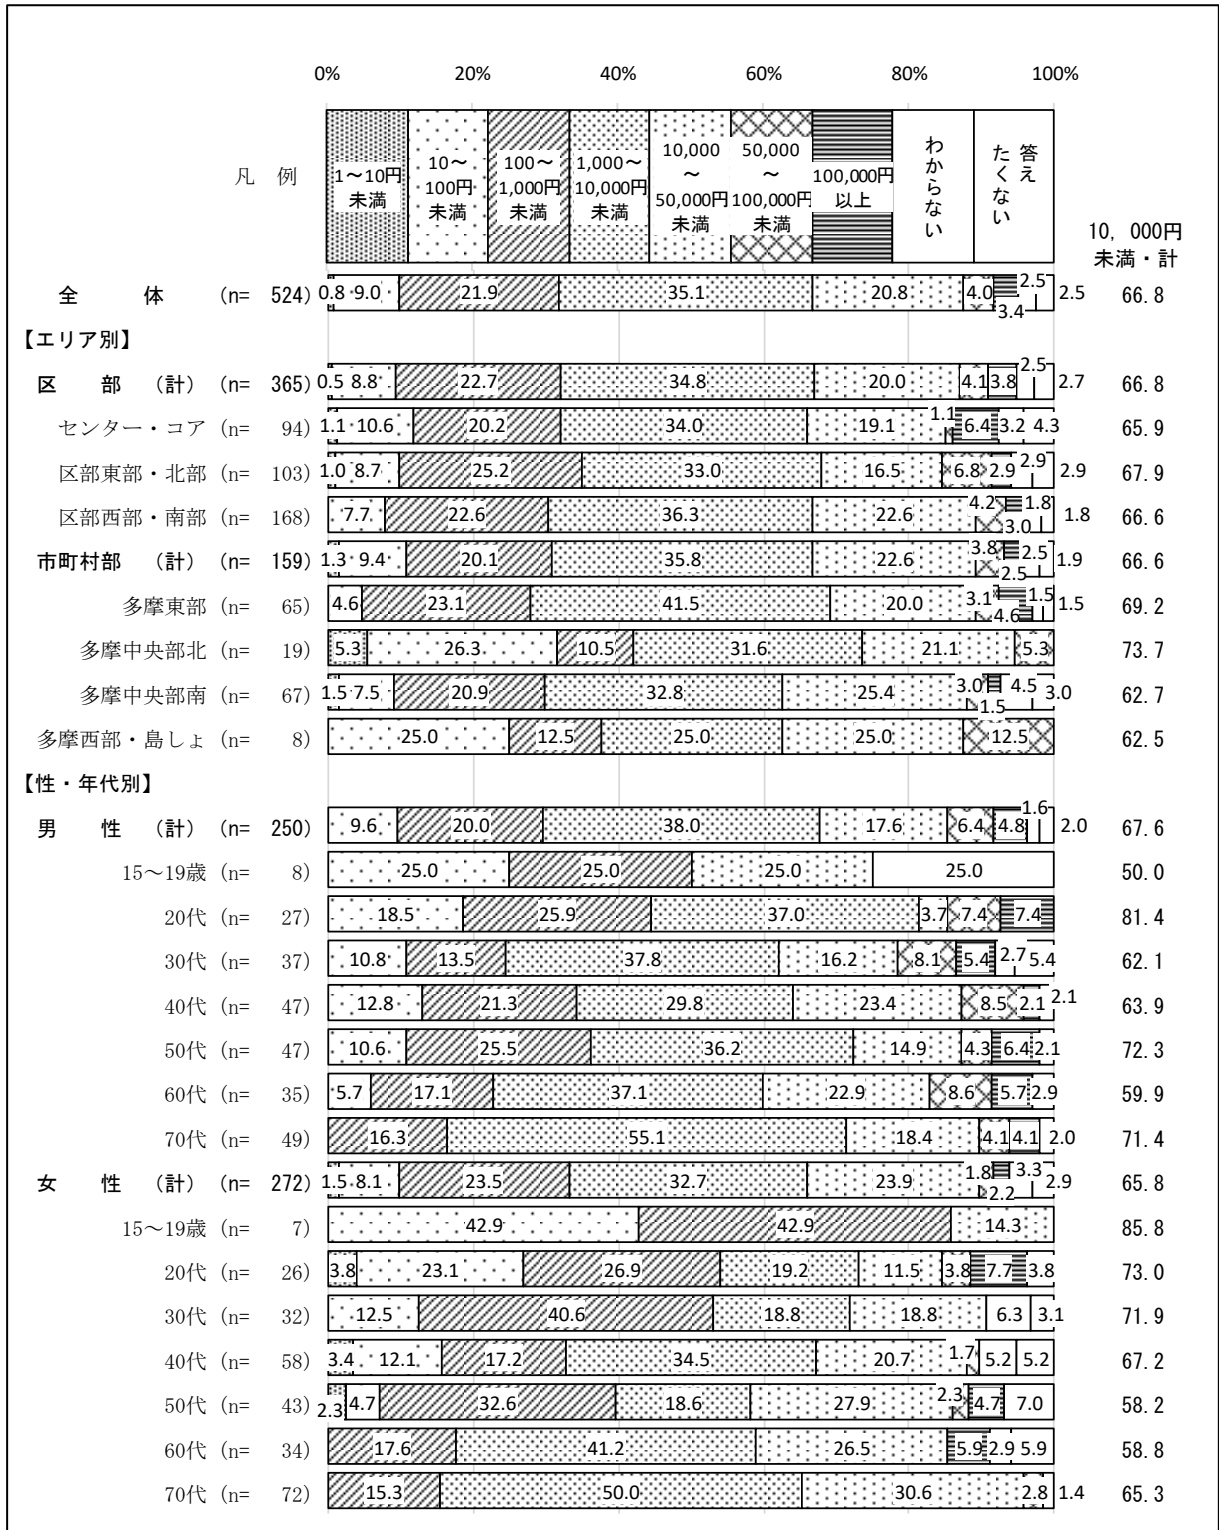 0% 20% 40% 60% 80% 100%
凡 例
1～10円未満
10～100円未満
100～1,000円未満
1,000～10,000円未満
10,000～50,000円未満
50,000～100,000円未満
100,000円以上
わからない
答えたくない
10,000円未満・計
全 体 (n= 524) 0.8 9.0 21.9 35.1 20.8 4.0 3.4 2.5 2.5 66.8
【エリア別】
区 部 (計) (n= 365) 0.5 8.8 22.7 34.8 20.0 4.1 3.8 2.5 2.7 66.8
センター・コア (n= 94) 1.1 10.6 20.2 34.0 19.1 1.1 6.4 3.2 4.3 65.9
区部東部・北部 (n= 103) 1.0 8.7 25.2 33.0 16.5 6.8 2.9 2.9 2.9 67.9
区部西部・南部 (n= 168) 7.7 22.6 36.3 22.6 4.2 3.0 1.8 1.8 66.6
市町村部 (計) (n= 159) 1.3 9.4 20.1 35.8 22.6 3.8 2.5 2.5 1.9 66.6
多摩東部 (n= 65) 4.6 23.1 41.5 20.0 3.1 4.6 1.5 1.5 69.2
多摩中央部北 (n= 19) 5.3 26.3 10.5 31.6 21.1 5.3 73.7
多摩中央部南 (n= 67) 1.5 7.5 20.9 32.8 25.4 3.0 1.5 4.5 3.0 62.7
多摩西部・島しょ (n= 8) 25.0 12.5 25.0 25.0 12.5 62.5
【性・年代別】
男 性 (計) (n= 250) 9.6 20.0 38.0 17.6 6.4 4.8 1.6 2.0 67.6
15～19歳 (n= 8) 25.0 25.0 25.0 25.0 50.0
20代 (n= 27) 18.5 25.9 37.0 3.7 7.4 7.4 81.4
30代 (n= 37) 10.8 13.5 37.8 16.2 8.1 5.4 2.7 5.4 62.1
40代 (n= 47) 12.8 21.3 29.8 23.4 8.5 2.1 2.1 63.9
50代 (n= 47) 10.6 25.5 36.2 14.9 4.3 6.4 2.1 72.3
60代 (n= 35) 5.7 17.1 37.1 22.9 8.6 5.7 2.9 59.9
70代 (n= 49) 16.3 55.1 18.4 4.1 4.1 2.0 71.4
女 性 (計) (n= 272) 1.5 8.1 23.5 32.7 23.9 1.8 2.2 3.3 2.9 65.8
15～19歳 (n= 7) 42.9 42.9 14.3 85.8
20代 (n= 26) 3.8 23.1 26.9 19.2 11.5 3.8 7.7 3.8 73.0
30代 (n= 32) 12.5 40.6 18.8 18.8 6.3 3.1 71.9
40代 (n= 58) 3.4 12.1 17.2 34.5 20.7 1.7 5.2 5.2 67.2
50代 (n= 43) 2.3 4.7 32.6 18.6 27.9 2.3 4.7 7.0 58.2
60代 (n= 34) 17.6 41.2 26.5 5.9 2.9 5.9 58.8
70代 (n= 72) 15.3 50.0 30.6 2.8 1.4 65.3